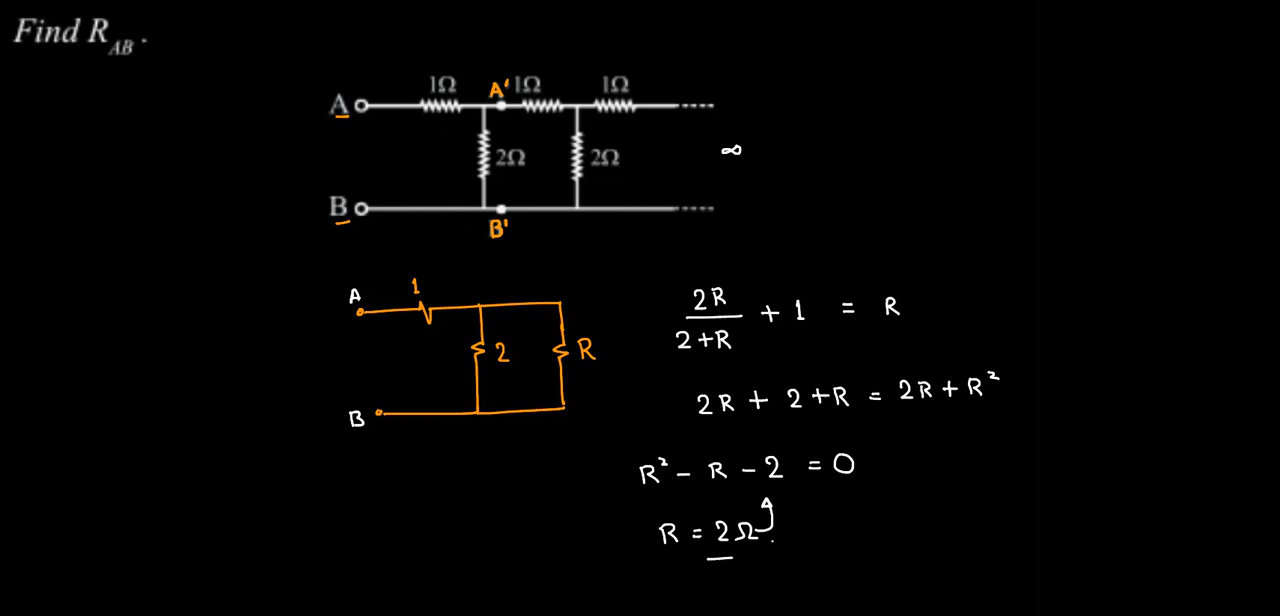 Find R_AB .
1Ω A' 1Ω 1Ω
A
2Ω 2Ω ∞
B
B'
A 1
2 R
B
2R/(2+R) + 1 = R
2R + 2 + R = 2R + R²
R² - R - 2 = 0
R = 2Ω